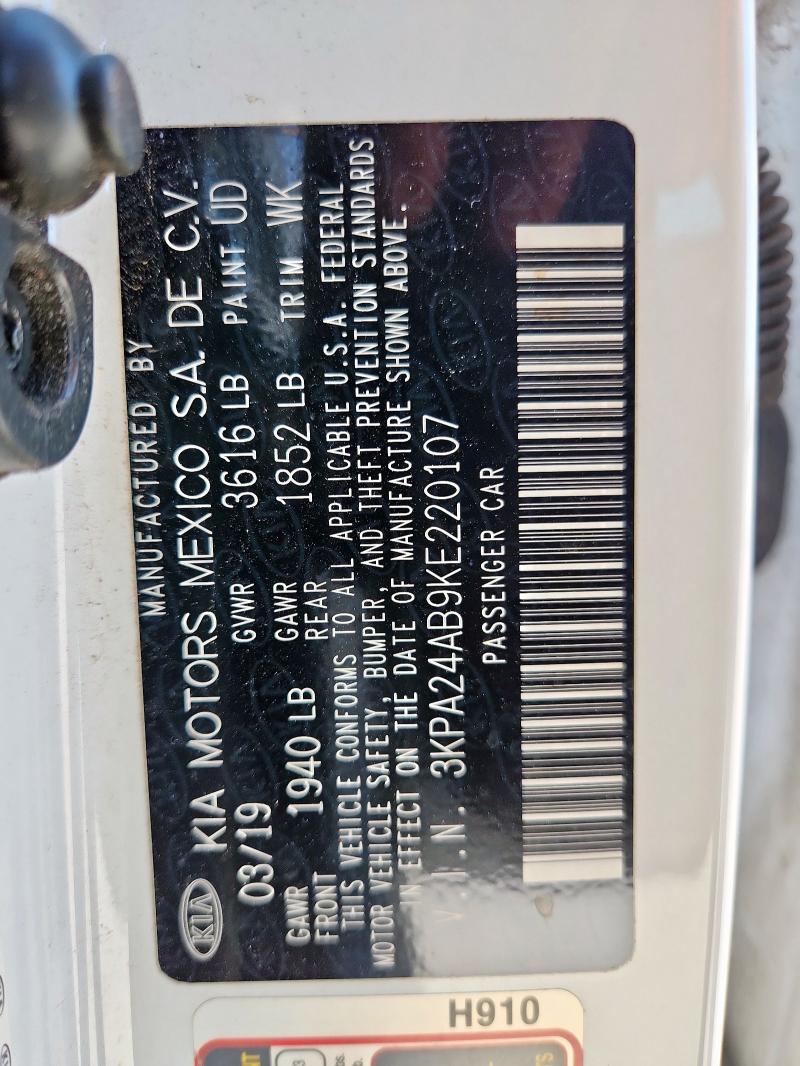 MANUFACTURED BY
KIA KIA MOTORS MEXICO S.A. DE C.V.
03/19 GVWR 3616 LB PAINT UD
GAWR FRONT 1940 LB GAWR REAR 1852 LB TRIM WK
THIS VEHICLE CONFORMS TO ALL APPLICABLE U.S.A. FEDERAL
MOTOR VEHICLE SAFETY, BUMPER, AND THEFT PREVENTION STANDARDS
IN EFFECT ON THE DATE OF MANUFACTURE SHOWN ABOVE.
V.I.N. 3KPA24AB9KE220107
PASSENGER CAR
H910